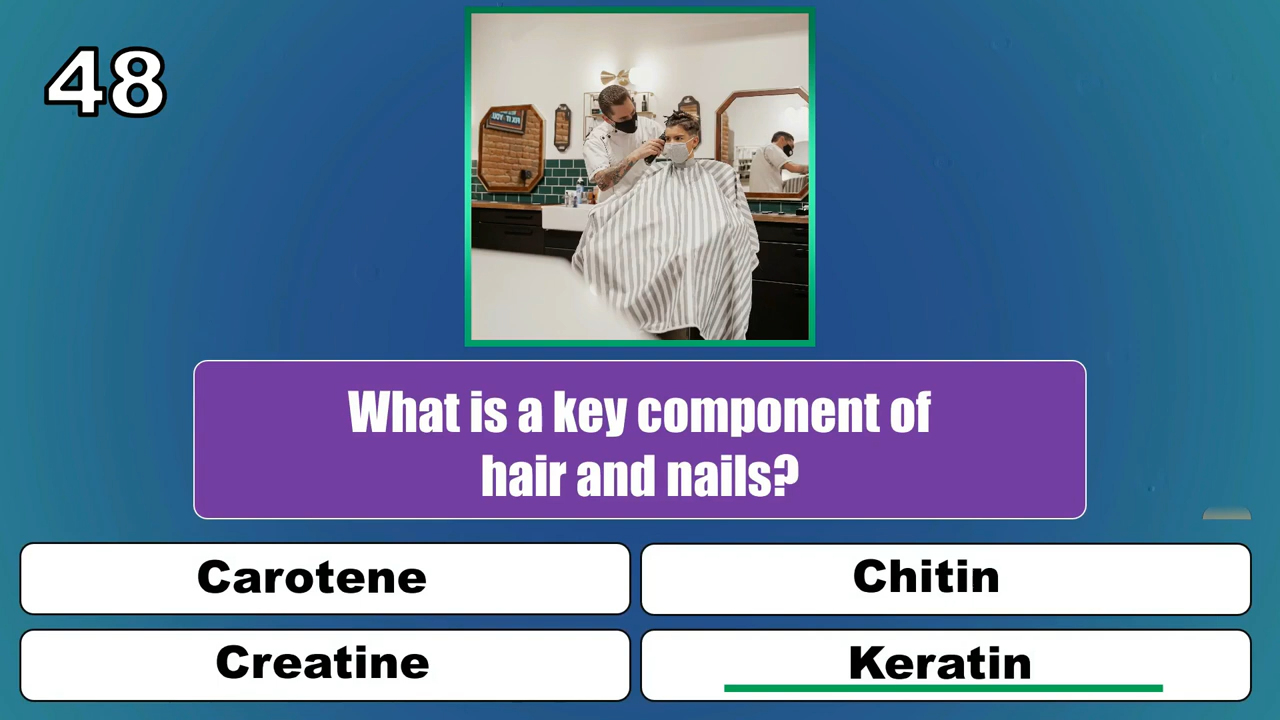 48
What is a key component of
hair and nails?
Carotene
Chitin
Creatine
Keratin